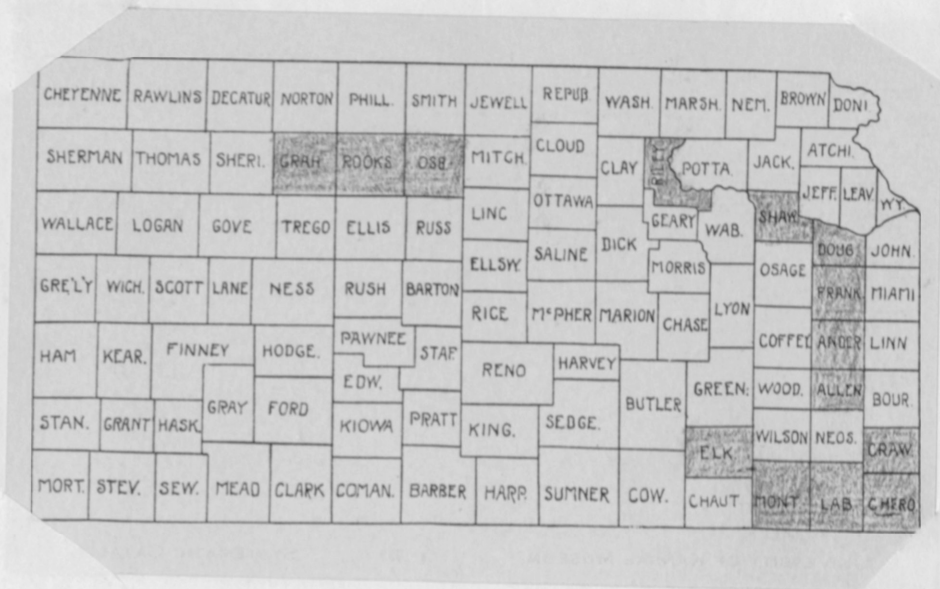 CHEYENNE RAWLINS DECATUR NORTON PHILL. SMITH JEWELL REPUB. WASH. MARSH. NEM. BROWN DONI.
SHERMAN THOMAS SHERI. GRAH. ROOKS OSB. MITCH. CLOUD CLAY RILEY POTTA. JACK. ATCHI.
OTTAWA JEFF. LEAV. WY.
WALLACE LOGAN GOVE TREGO ELLIS RUSS LINC DICK GEARY WAB. SHAW.
ELLSW. SALINE MORRIS OSAGE DOUG. JOHN.
GRE'L'Y WICH. SCOTT LANE NESS RUSH BARTON FRANK. MIAMI
RICE McPHER MARION CHASE LYON
HAM KEAR. FINNEY HODGE. PAWNEE STAF. COFFEE ANDER LINN
EDW. RENO HARVEY
GRAY FORD BUTLER GREEN. WOOD. ALLEN BOUR.
STAN. GRANT HASK. KIOWA PRATT KING. SEDGE. WILSON NEOS. CRAW.
ELK
MORT. STEV. SEW. MEAD CLARK COMAN. BARBER HARP. SUMNER COW. CHAUT. MONT. LAB. CHERO.